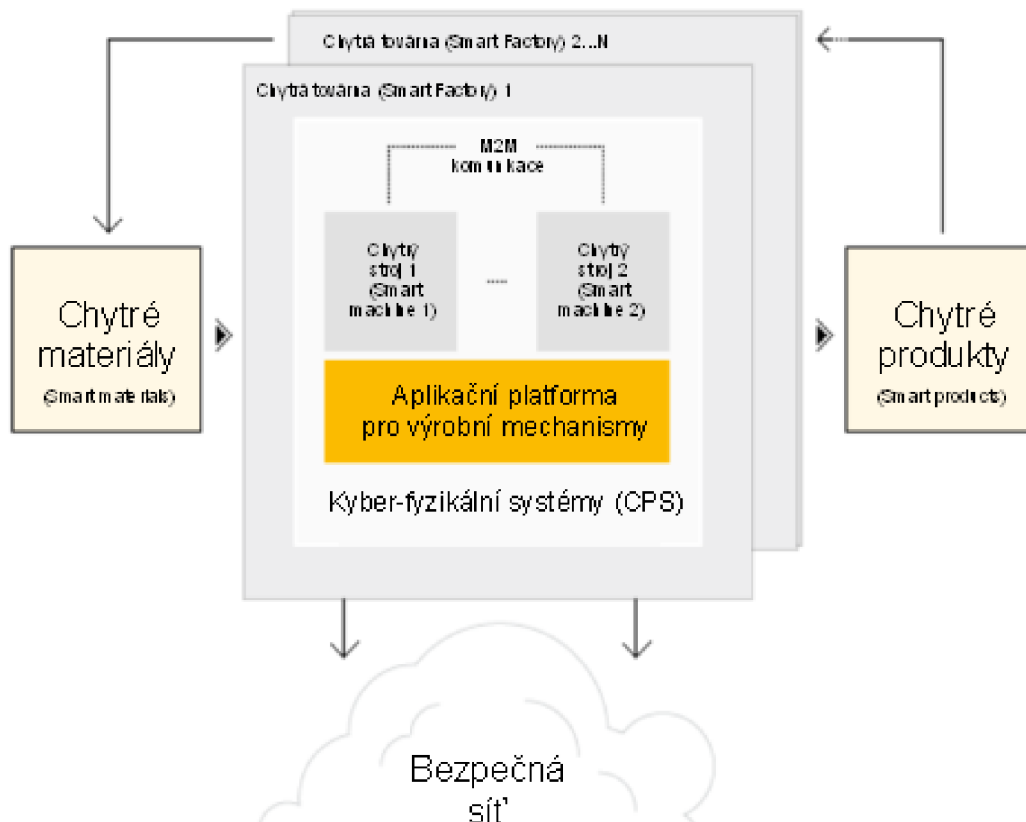 Chytrá továrna (Smart Factory) 2...N
Chytrá továrna (Smart Factory) 1
M2M
komunikace
Chytrý
stroj 1
(Smart
machine 1)
Chytrý
stroj 2
(Smart
machine 2)
Chytré
materiály
(Smart materials)
Chytré
produkty
(Smart products)
Aplikační platforma
pro výrobní mechanismy
Kyber-fyzikální systémy (CPS)
Bezpečná
síť